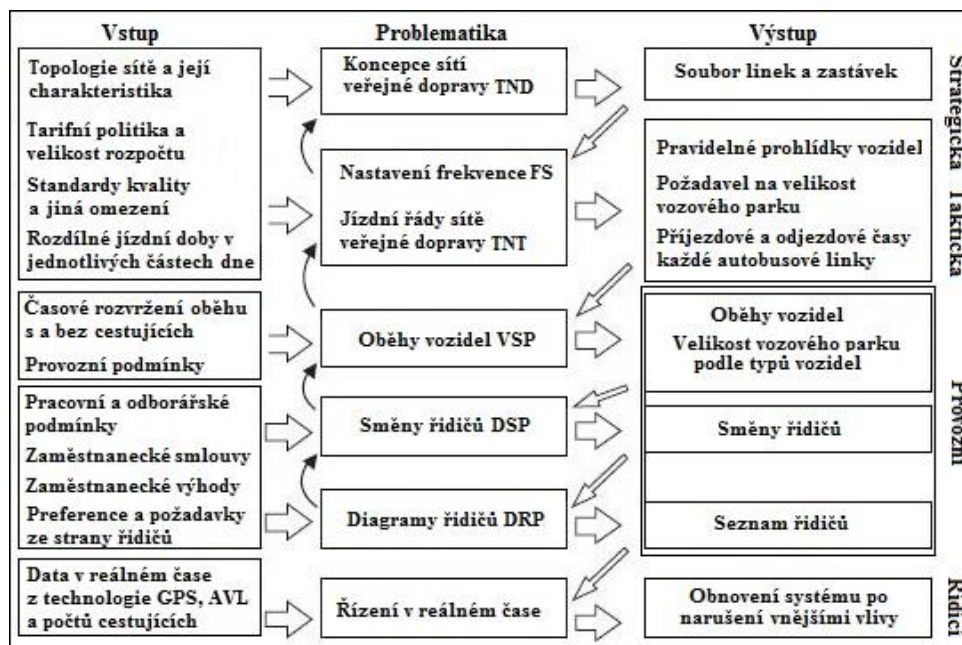 Vstup
Problematika
Výstup
Topologie sítě a její
charakteristika
Koncepce sítí
veřejné dopravy TND
Soubor linek a zastávek
Strategická
Tarifní politika a
velikost rozpočtu
Standardy kvality
a jiná omezení
Rozdílné jízdní doby v
jednotlivých částech dne
Nastavení frekvence FS
Jízdní řády sítě
veřejné dopravy TNT
Pravidelné prohlídky vozidel
Požadavel na velikost
vozového parku
Příjezdové a odjezdové časy
každé autobusové linky
Taktická
Časové rozvržení oběhu
s a bez cestujících
Provozní podmínky
Oběhy vozidel VSP
Oběhy vozidel
Velikost vozového parku
podle typů vozidel
Pracovní a odborářské
podmínky
Zaměstnanecké smlouvy
Zaměstnanecké výhody
Preference a požadavky
ze strany řidičů
Směny řidičů DSP
Směny řidičů
Provozní
Diagramy řidičů DRP
Seznam řidičů
Data v reálném čase
z technologie GPS, AVL
a počtů cestujících
Řízení v reálném čase
Obnovení systému po
narušení vnějšími vlivy
Řídící